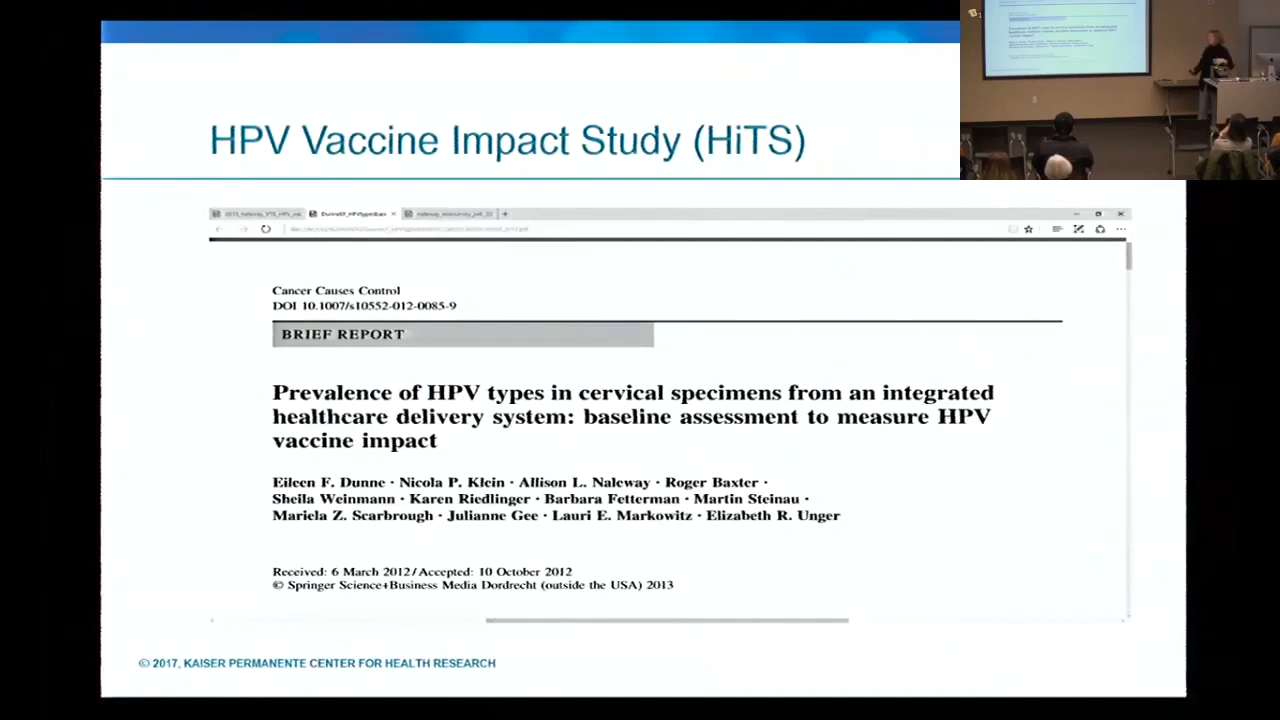 HPV Vaccine Impact Study (HiTS)
Cancer Causes Control
DOI 10.1007/s10552-012-0085-9
BRIEF REPORT
Prevalence of HPV types in cervical specimens from an integrated
healthcare delivery system: baseline assessment to measure HPV
vaccine impact
Eileen F. Dunne · Nicola P. Klein · Allison L. Naleway · Roger Baxter ·
Sheila Weinmann · Karen Riedlinger · Barbara Fetterman · Martin Steinau ·
Mariela Z. Scarbrough · Julianne Gee · Lauri E. Markowitz · Elizabeth R. Unger
Received: 6 March 2012 / Accepted: 10 October 2012
© Springer Science+Business Media Dordrecht (outside the USA) 2013
© 2017, KAISER PERMANENTE CENTER FOR HEALTH RESEARCH